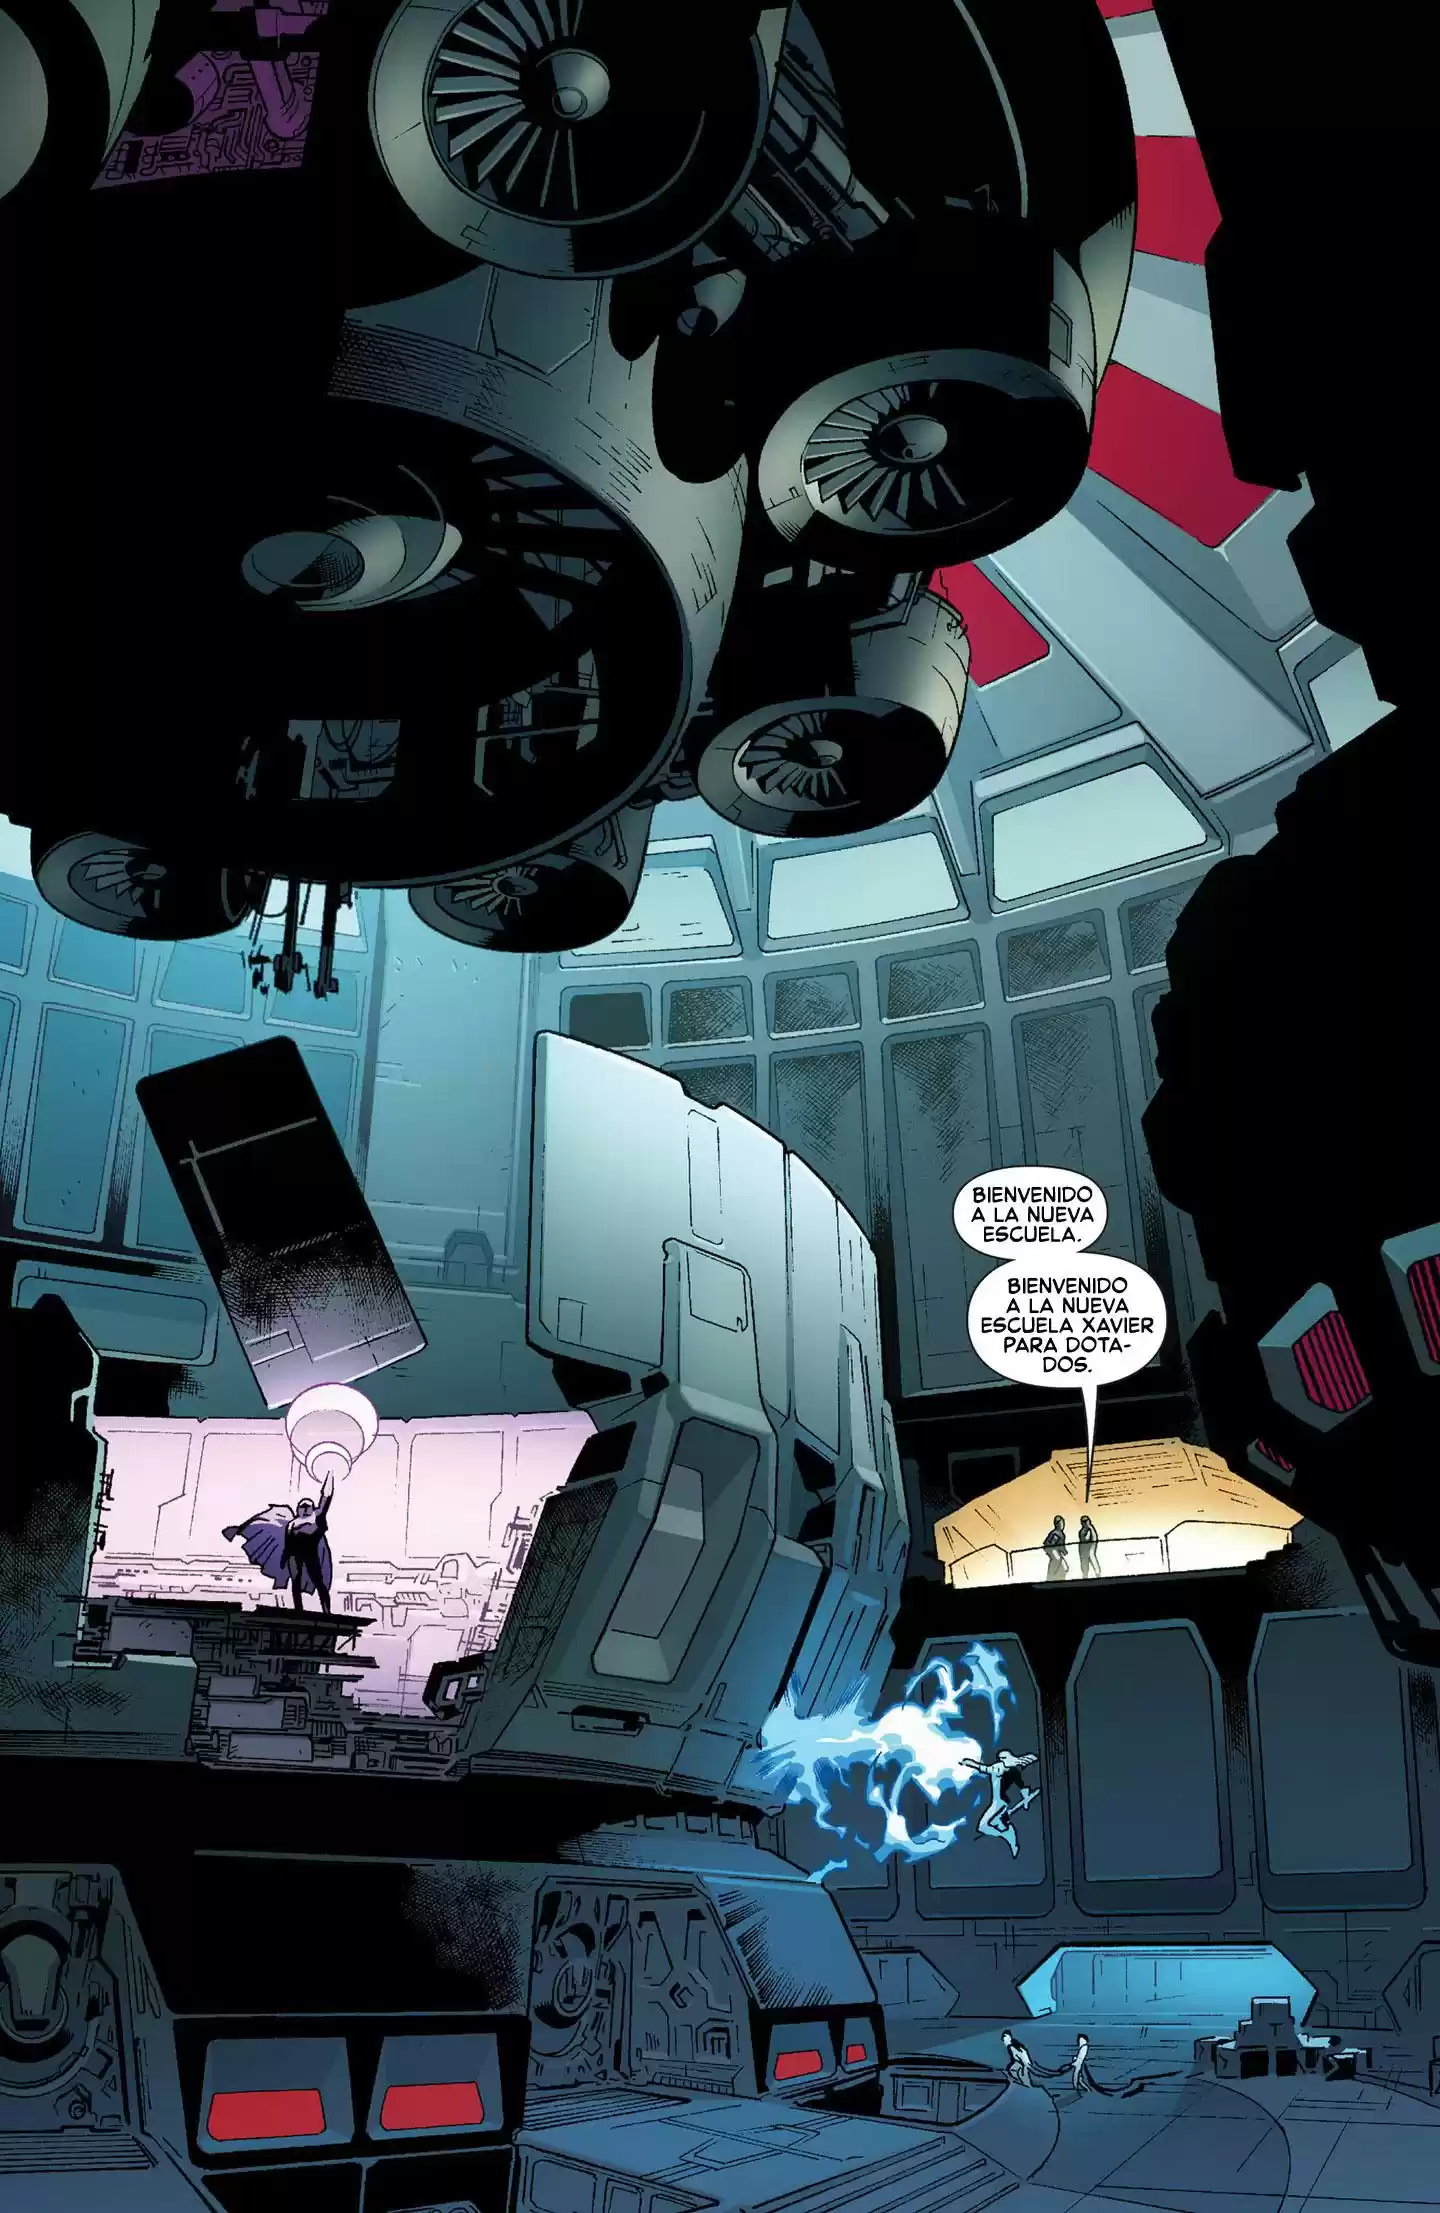 BIENVENIDO
A LA NUEVA
ESCUELA.
BIENVENIDO
A LA NUEVA
ESCUELA XAVIER
PARA DOTA-
DOS.